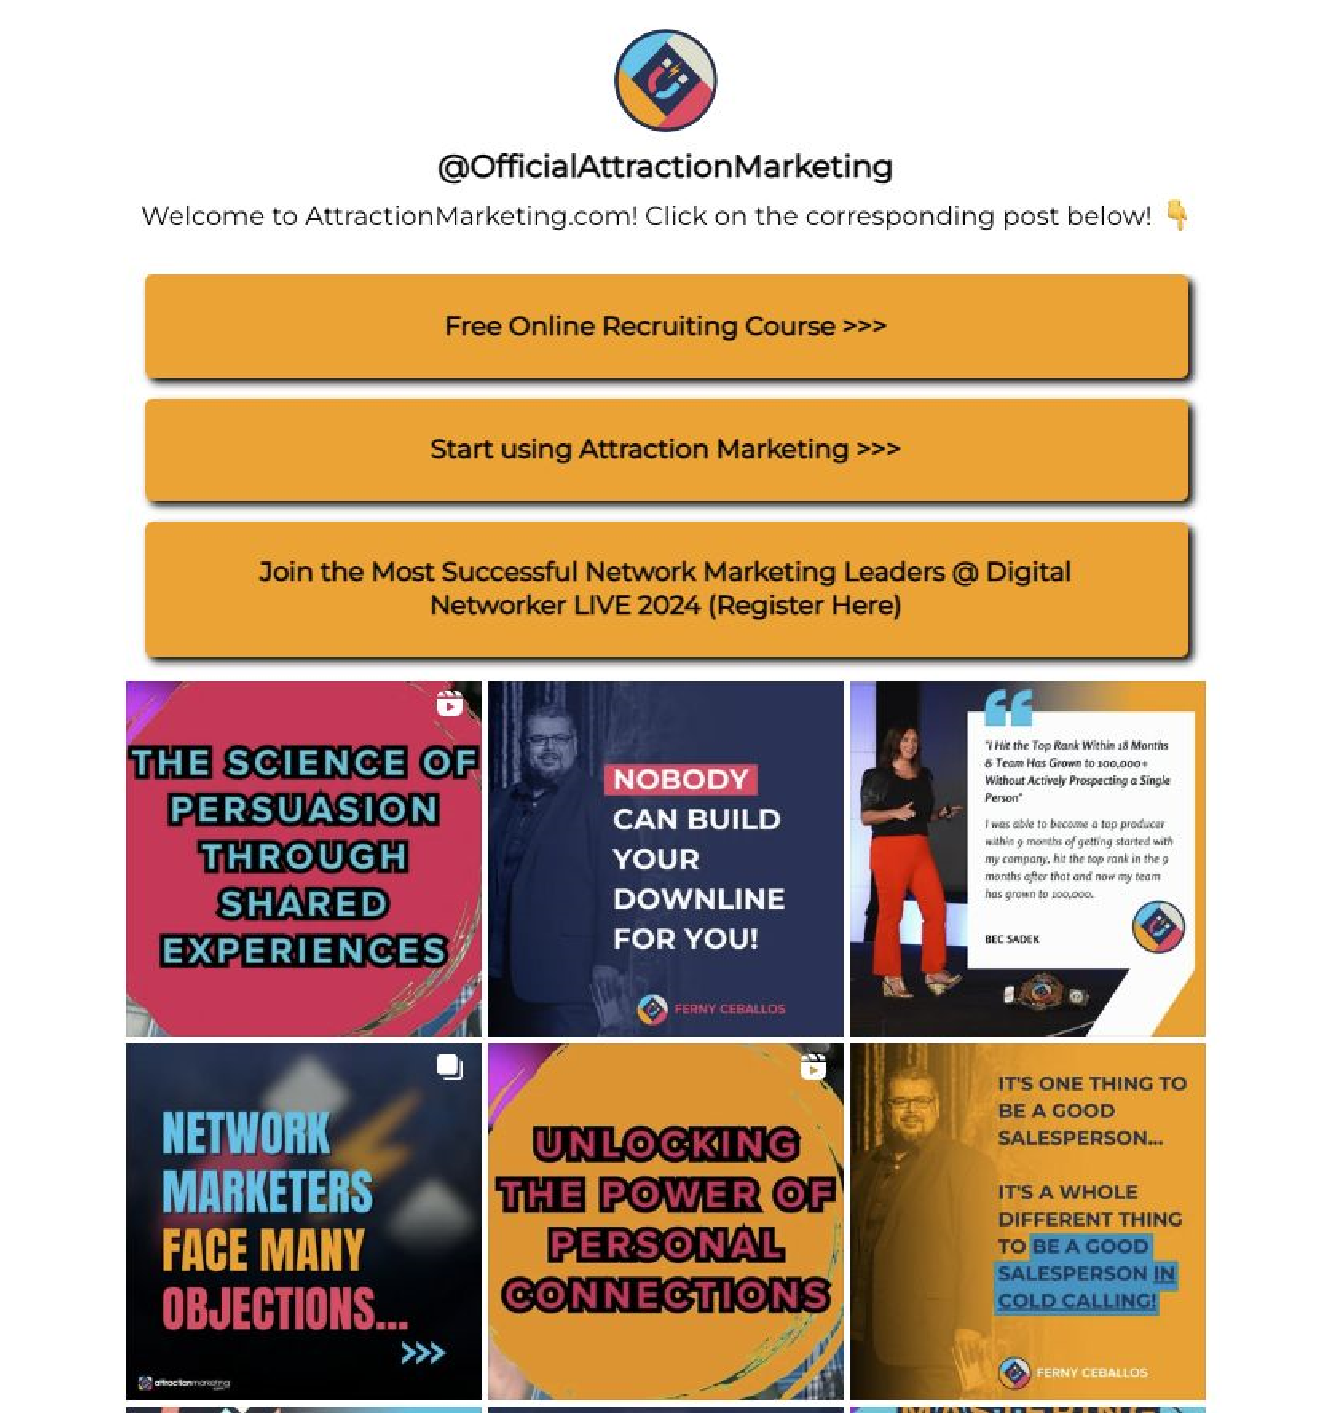 @OfficialAttractionMarketing
Welcome to AttractionMarketing.com! Click on the corresponding post below! 👇
Free Online Recruiting Course >>>
Start using Attraction Marketing >>>
Join the Most Successful Network Marketing Leaders @ Digital
Networker LIVE 2024 (Register Here)
THE SCIENCE OF
PERSUASION
THROUGH
SHARED
EXPERIENCES
NOBODY
CAN BUILD
YOUR
DOWNLINE
FOR YOU!
FERNY CEBALLOS
"I Hit the Top Rank Within 18 Months
& Team Has Grown to 100,000+
Without Actively Prospecting a Single
Person"
I was able to become a top producer
within 9 months of getting started with
my company, hit the top rank in the 9
months after that and now my team
has grown to 100,000.
BEC SADEK
NETWORK
MARKETERS
FACE MANY
OBJECTIONS...
>>>
attractionmarketing
UNLOCKING
THE POWER OF
PERSONAL
CONNECTIONS
IT'S ONE THING TO
BE A GOOD
SALESPERSON...
IT'S A WHOLE
DIFFERENT THING
TO BE A GOOD
SALESPERSON IN
COLD CALLING!
FERNY CEBALLOS